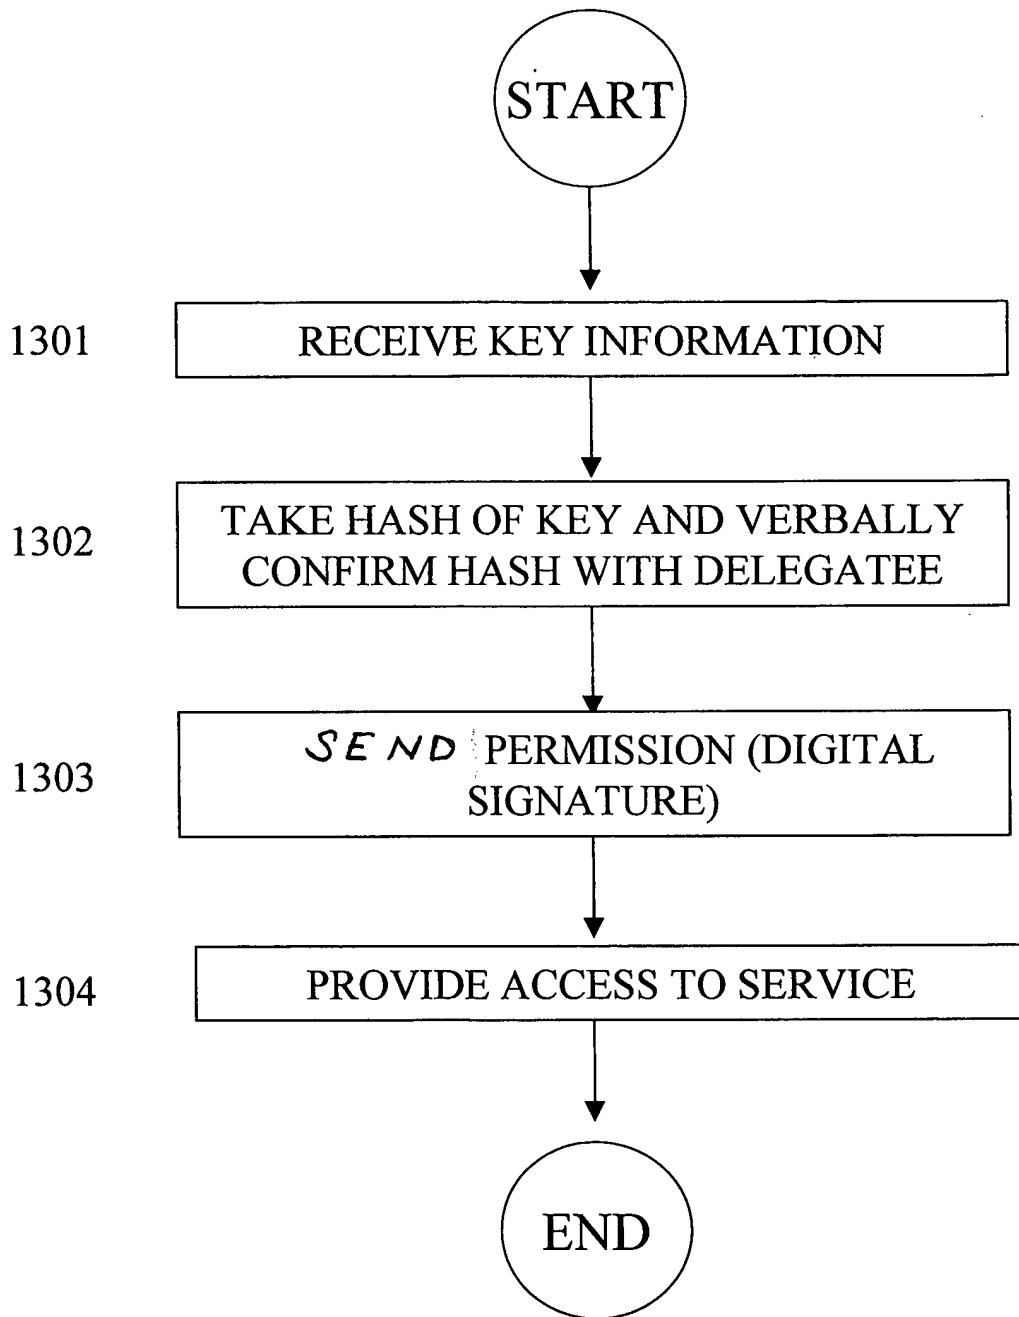 START
1301
RECEIVE KEY INFORMATION
1302
TAKE HASH OF KEY AND VERBALLY
CONFIRM HASH WITH DELEGATEE
1303
SEND PERMISSION (DIGITAL
SIGNATURE)
1304
PROVIDE ACCESS TO SERVICE
END